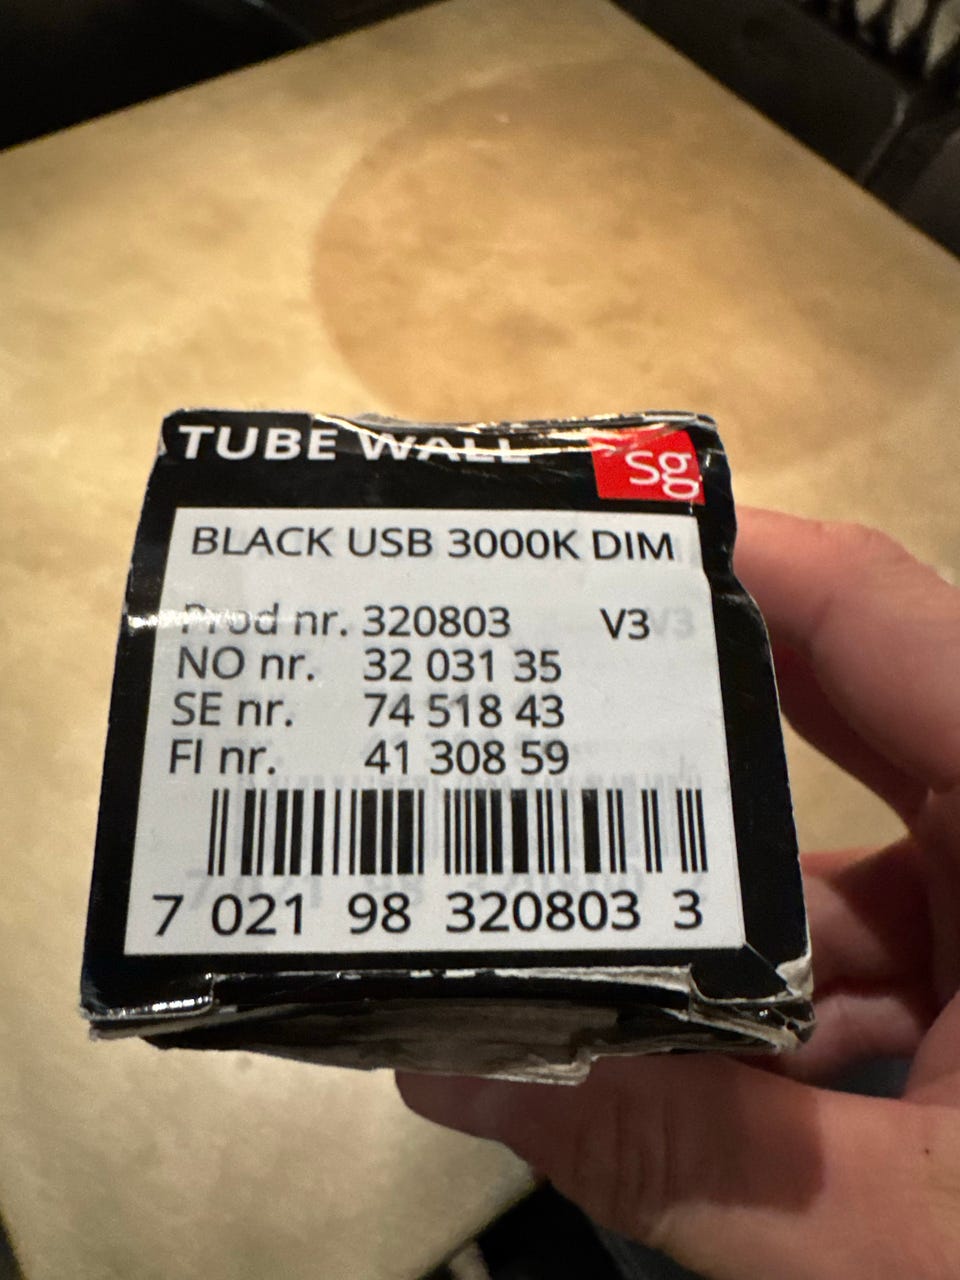 TUBE WALL
sg
BLACK USB 3000K DIM
Prod nr. 320803 V3
NO nr. 32 031 35
SE nr. 74 518 43
FI nr. 41 308 59
7 021 98 320803 3